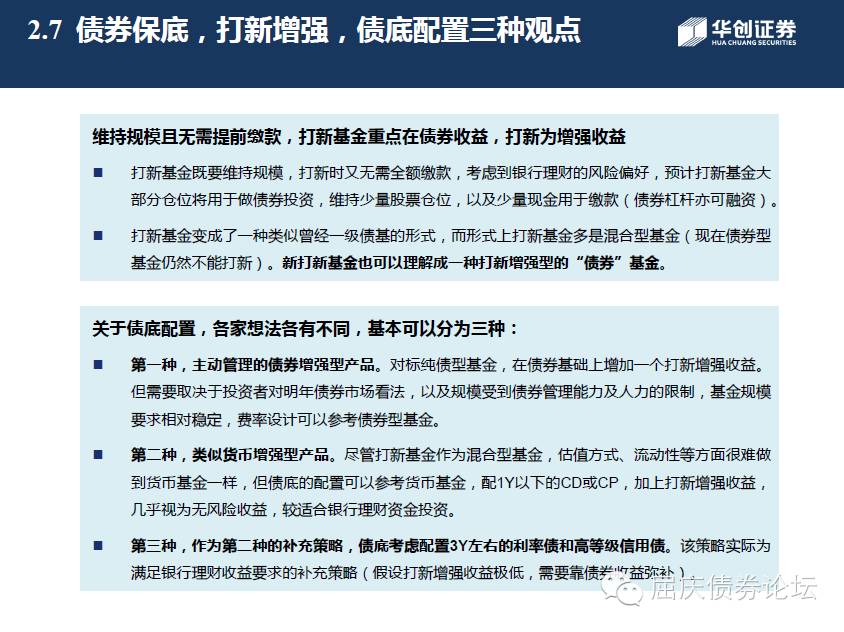 2.7 债券保底，打新增强，债底配置三种观点
华创证券
HUA CHUANG SECURITIES
维持规模且无需提前缴款，打新基金重点在债券收益，打新为增强收益
■ 打新基金既要维持规模，打新时又无需全额缴款，考虑到银行理财的风险偏好，预计打新基金大
部分仓位将用于做债券投资，维持少量股票仓位，以及少量现金用于缴款（债券杠杆亦可融资）。
■ 打新基金变成了一种类似曾经一级债基的形式，而形式上打新基金多是混合型基金（现在债券型
基金仍然不能打新）。新打新基金也可以理解成一种打新增强型的“债券”基金。
关于债底配置，各家想法各有不同，基本可以分为三种：
■ 第一种，主动管理的债券增强型产品。对标纯债型基金，在债券基础上增加一个打新增强收益。
但需要取决于投资者对明年债券市场看法，以及规模受到债券管理能力及人力的限制，基金规模
要求相对稳定，费率设计可以参考债券型基金。
■ 第二种，类似货币增强型产品。尽管打新基金作为混合型基金，估值方式、流动性等方面很难做
到货币基金一样，但债底的配置可以参考货币基金，配1Y以下的CD或CP，加上打新增强收益，
几乎视为无风险收益，较适合银行理财资金投资。
■ 第三种，作为第二种的补充策略，债底考虑配置3Y左右的利率债和高等级信用债。该策略实际为
满足银行理财收益要求的补充策略（假设打新增强收益极低，需要靠债券收益弥补）。
屈庆债券论坛